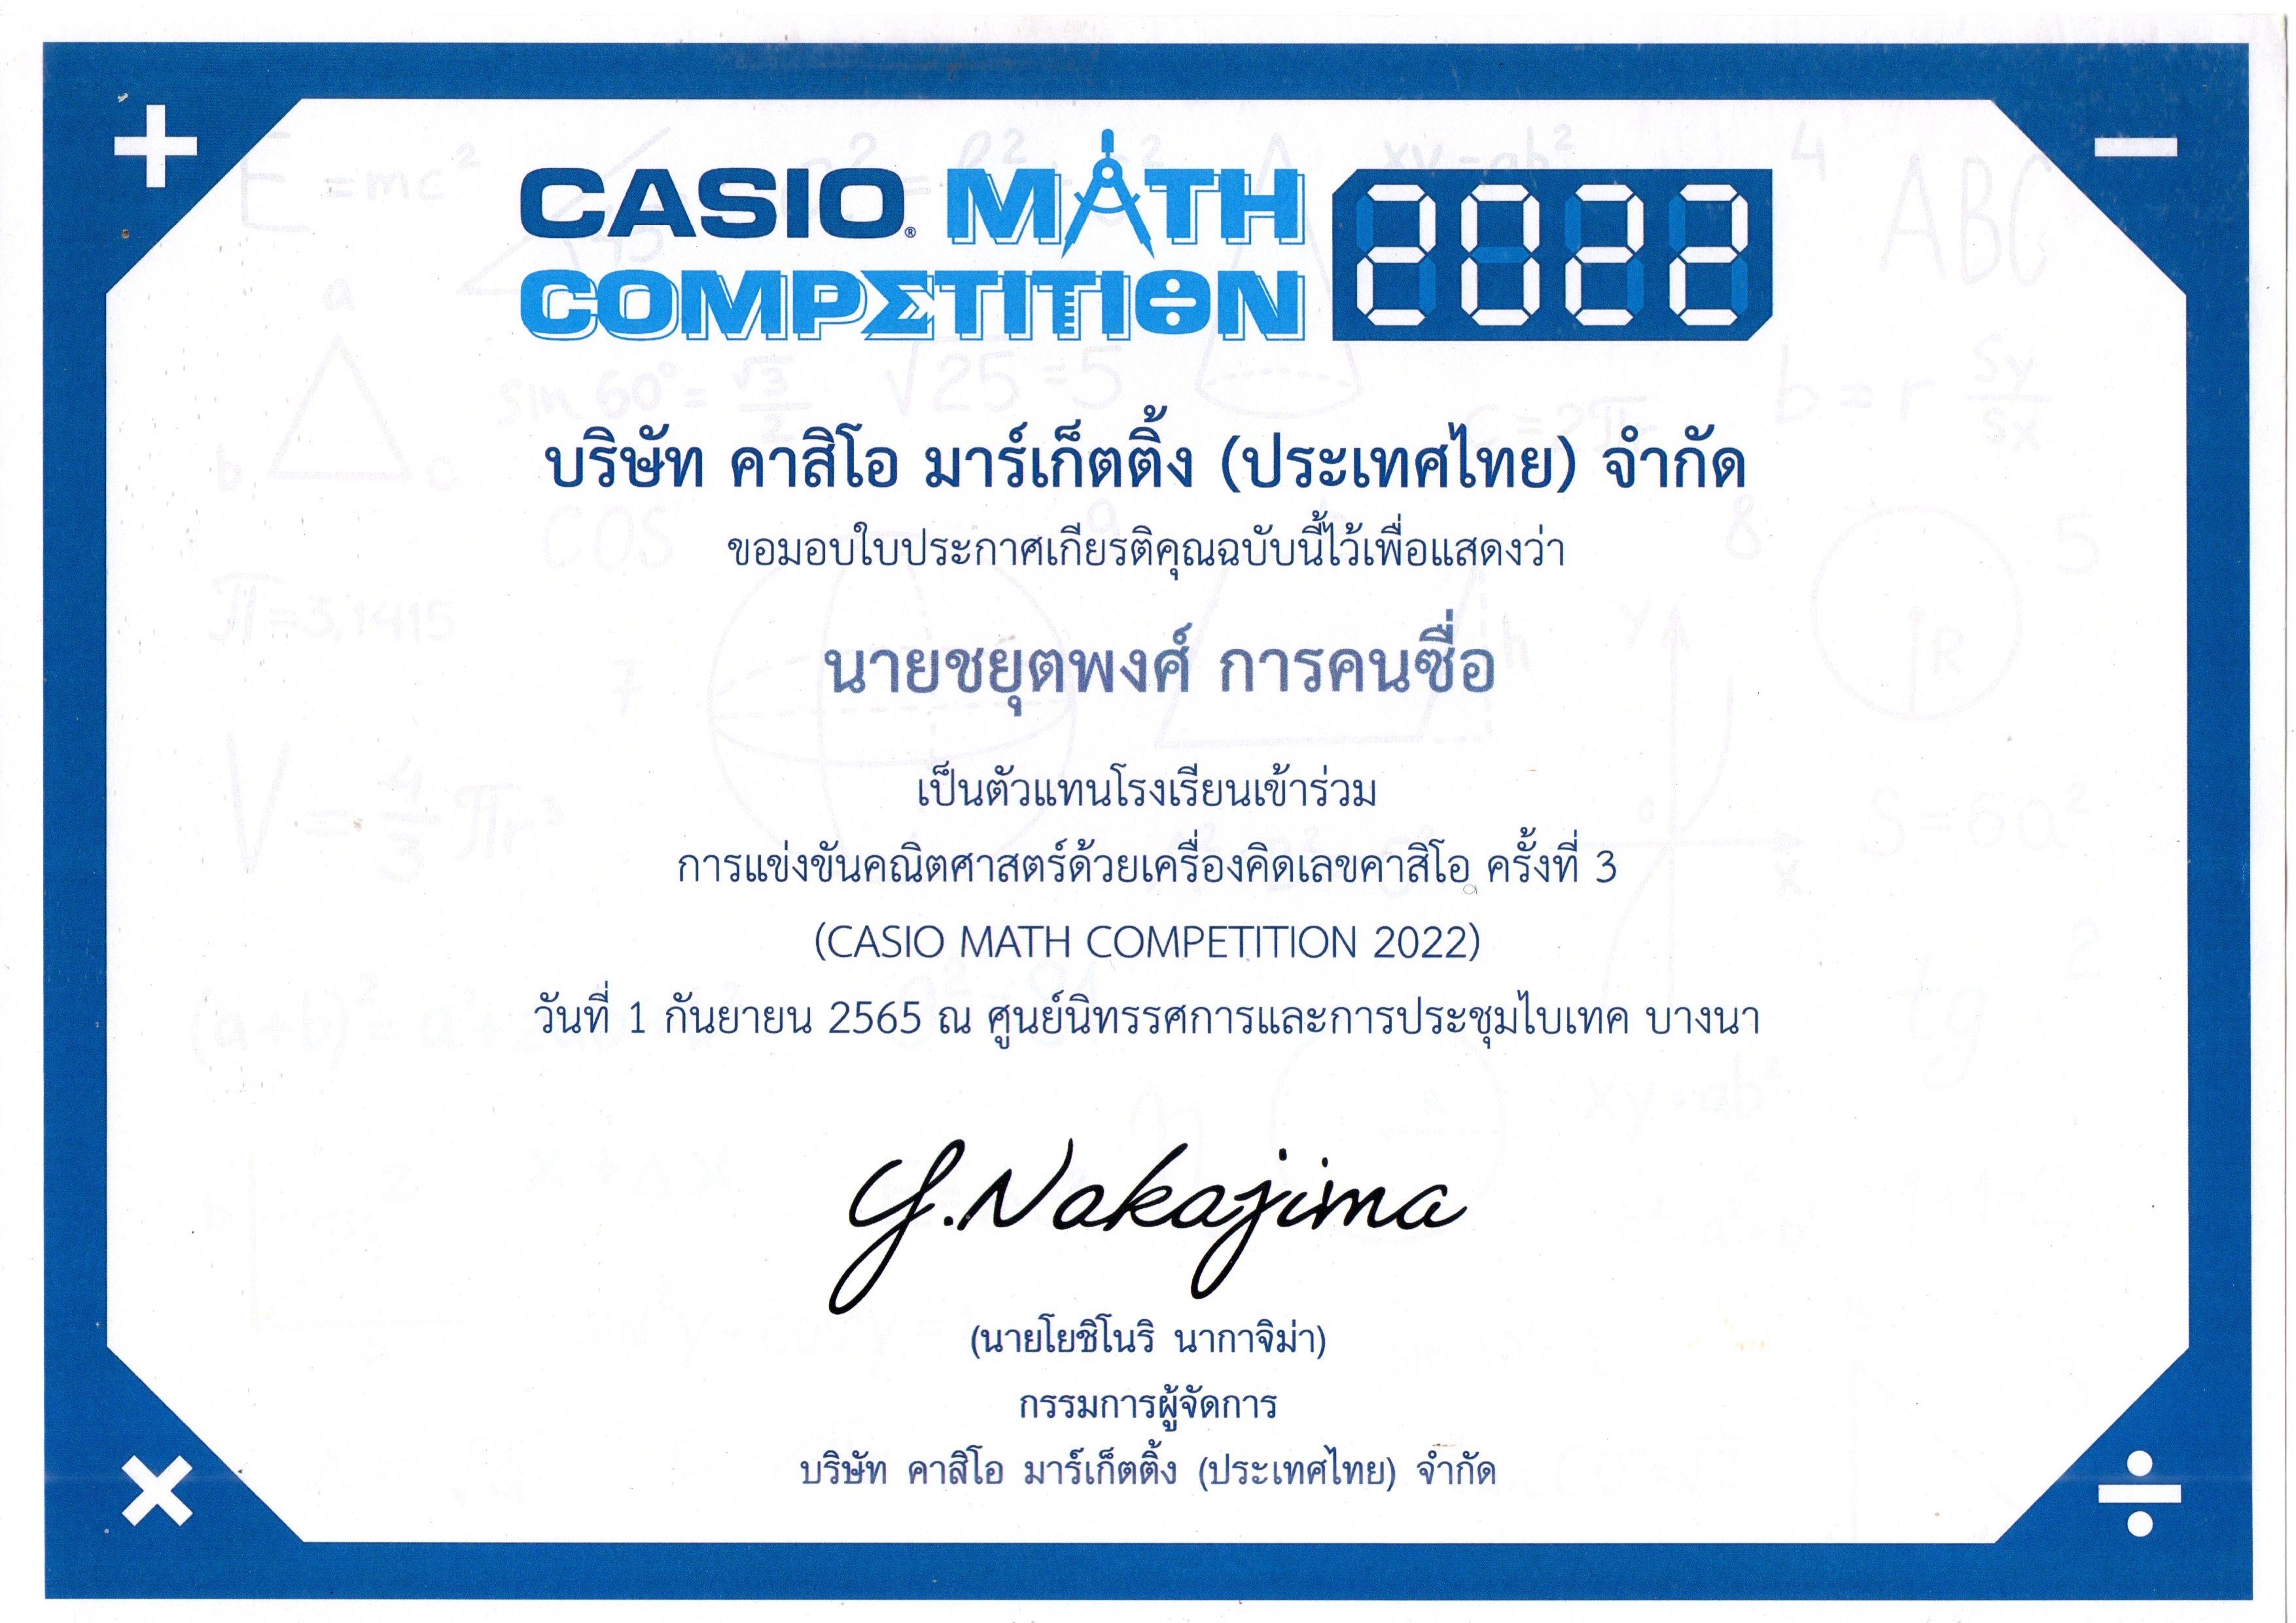 CASIO® MATH
COMPETITION 2022
บริษัท คาสิโอ มาร์เก็ตติ้ง (ประเทศไทย) จำกัด
ขอมอบใบประกาศเกียรติคุณฉบับนี้ไว้เพื่อแสดงว่า
นายชยุตพงศ์ การคนซื่อ
เป็นตัวแทนโรงเรียนเข้าร่วม
การแข่งขันคณิตศาสตร์ด้วยเครื่องคิดเลขคาสิโอ ครั้งที่ 3
(CASIO MATH COMPETITION 2022)
วันที่ 1 กันยายน 2565 ณ ศูนย์นิทรรศการและการประชุมไบเทค บางนา
Y.Nakajima
(นายโยชิโนริ นากาจิม่า)
กรรมการผู้จัดการ
บริษัท คาสิโอ มาร์เก็ตติ้ง (ประเทศไทย) จำกัด